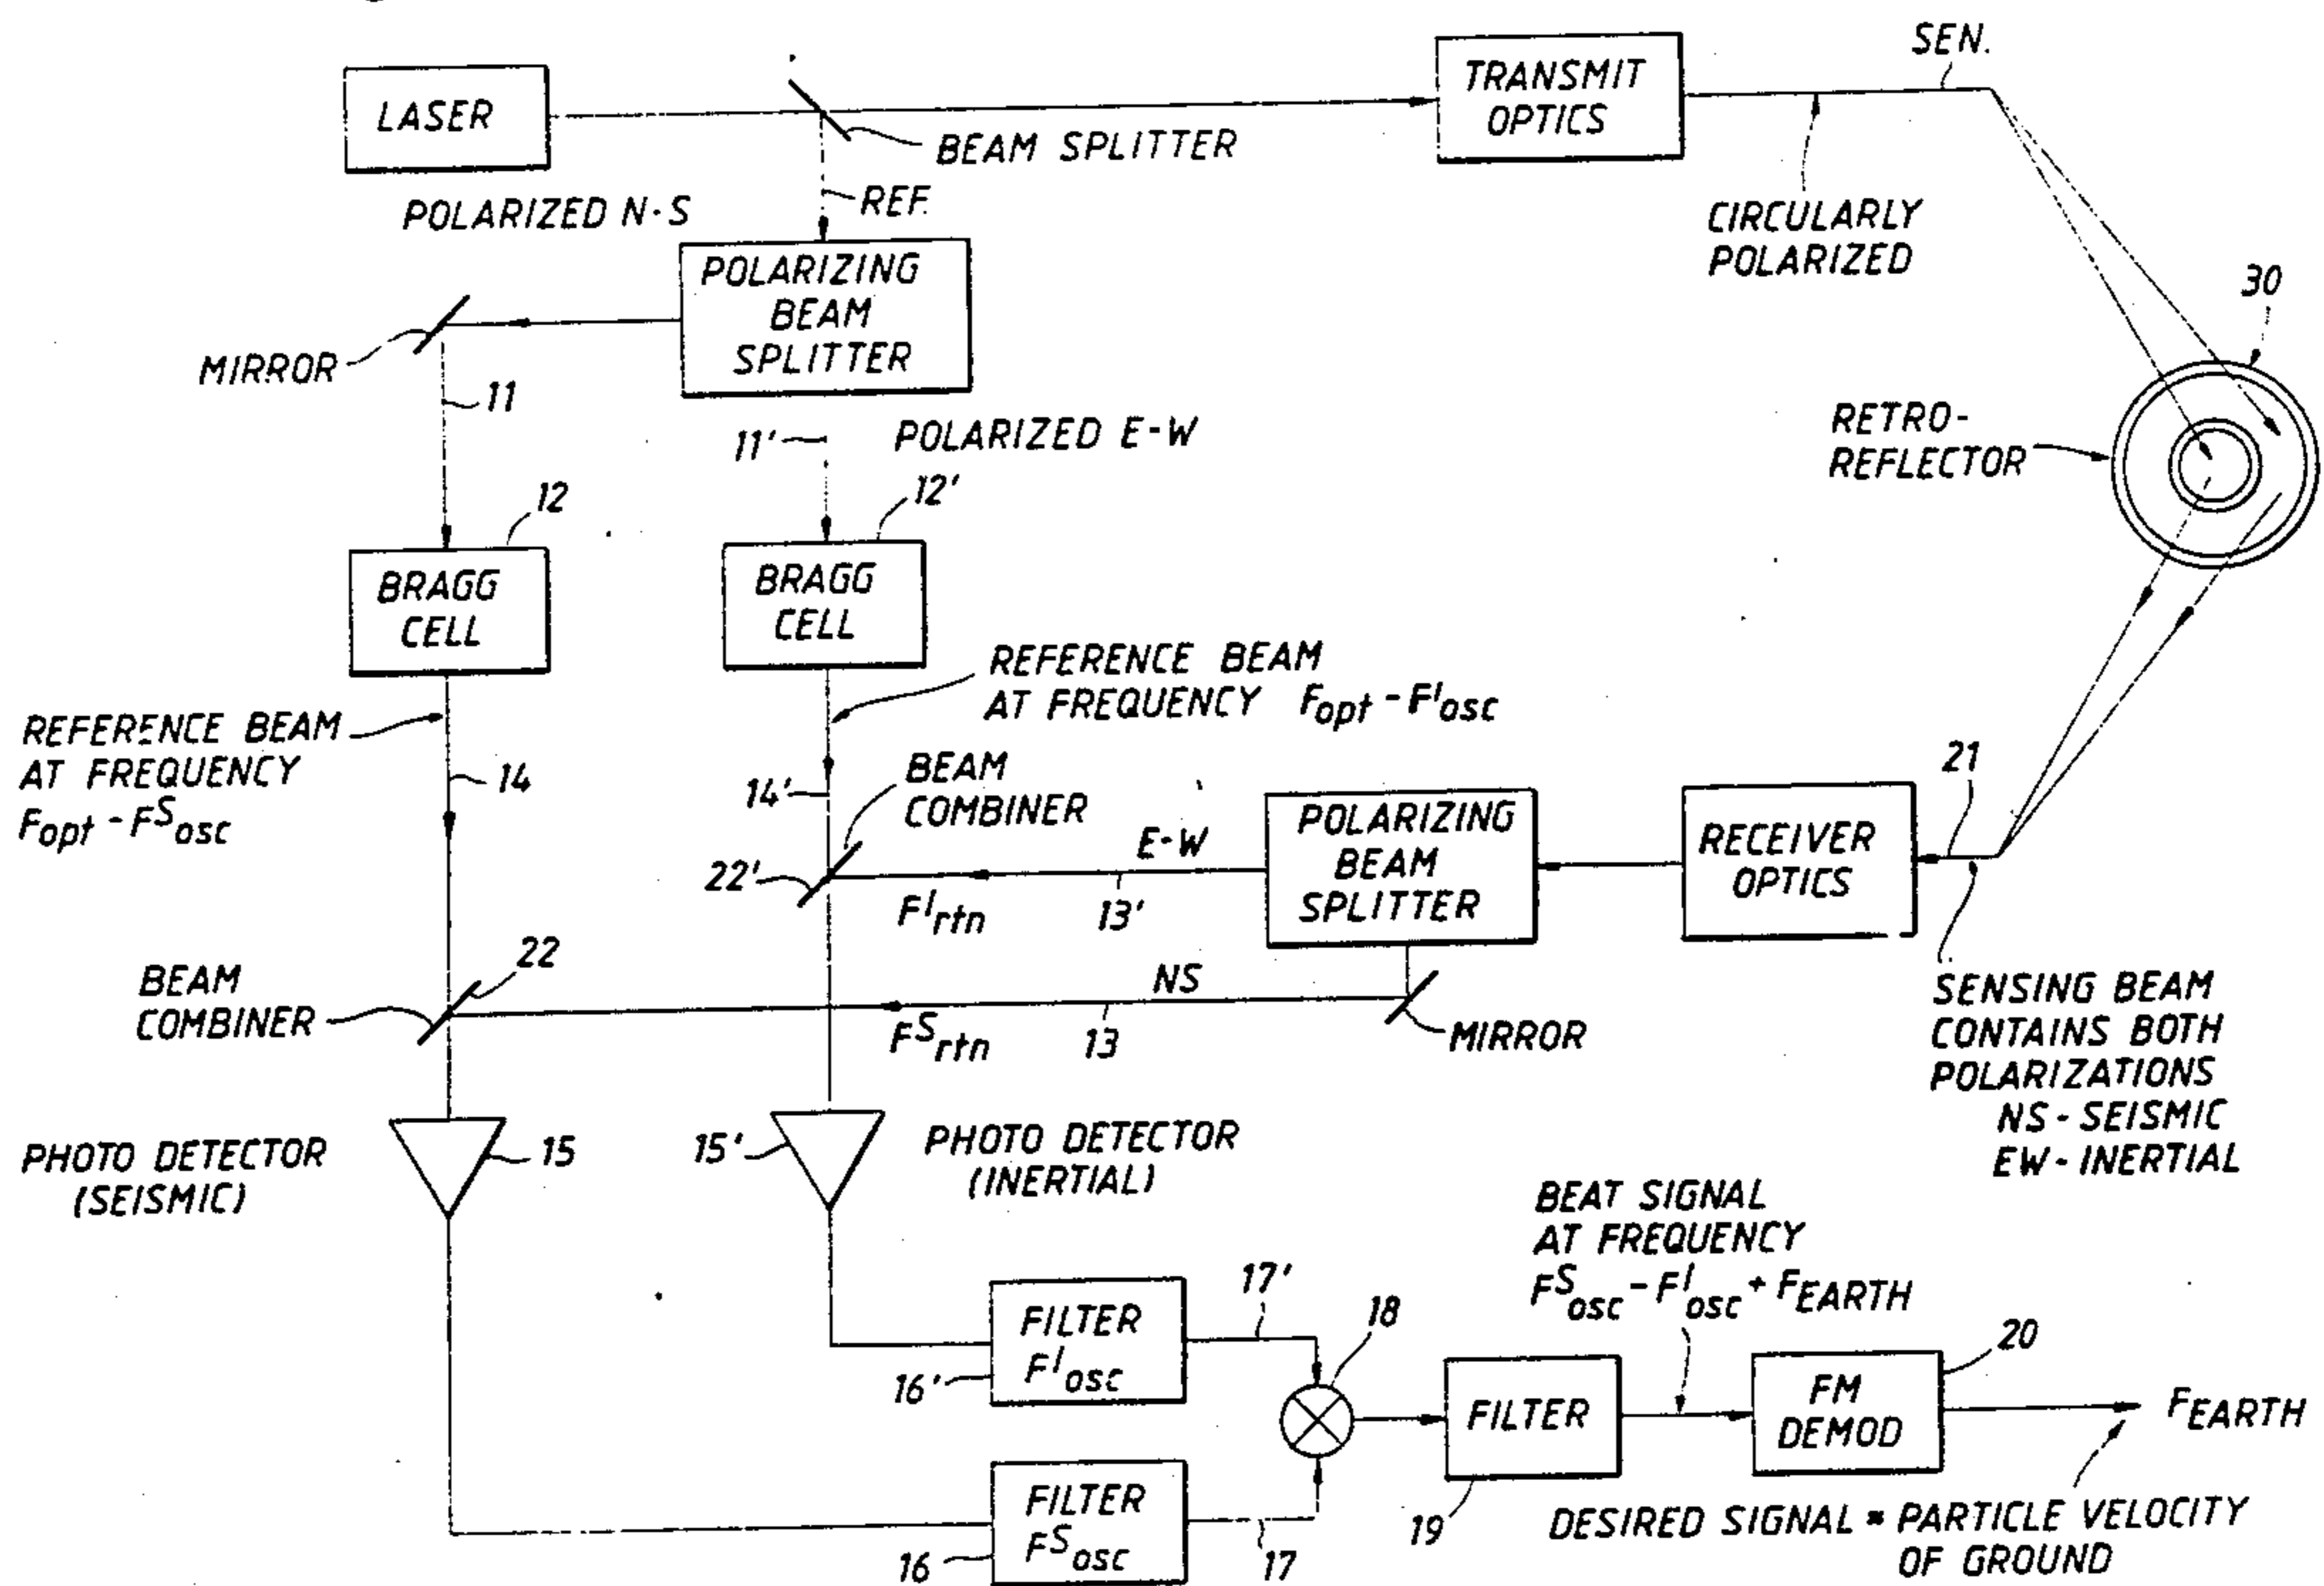 SEN.
LASER
TRANSMIT
OPTICS
BEAM SPLITTER
REF.
POLARIZED N-S
CIRCULARLY
POLARIZED
POLARIZING
BEAM
SPLITTER
30
MIRROR
11
RETRO-
REFLECTOR
11'
POLARIZED E-W
12
12'
BRAGG
CELL
BRAGG
CELL
REFERENCE BEAM
AT FREQUENCY Fopt - F'osc
REFERENCE BEAM
AT FREQUENCY
Fopt - FSosc
14
14'
BEAM
COMBINER
21
22'
E-W
F'rtn
13'
POLARIZING
BEAM
SPLITTER
RECEIVER
OPTICS
BEAM
COMBINER
22
NS
FSrtn
13
MIRROR
SENSING BEAM
CONTAINS BOTH
POLARIZATIONS
NS-SEISMIC
EW-INERTIAL
PHOTO DETECTOR
(SEISMIC)
15
15'
PHOTO DETECTOR
(INERTIAL)
BEAT SIGNAL
AT FREQUENCY
FSosc - F'osc + FEARTH
FILTER
F'osc
16'
17'
18
FILTER
19
FM
DEMOD
20
FEARTH
FILTER
FSosc
16
17
DESIRED SIGNAL = PARTICLE VELOCITY
OF GROUND